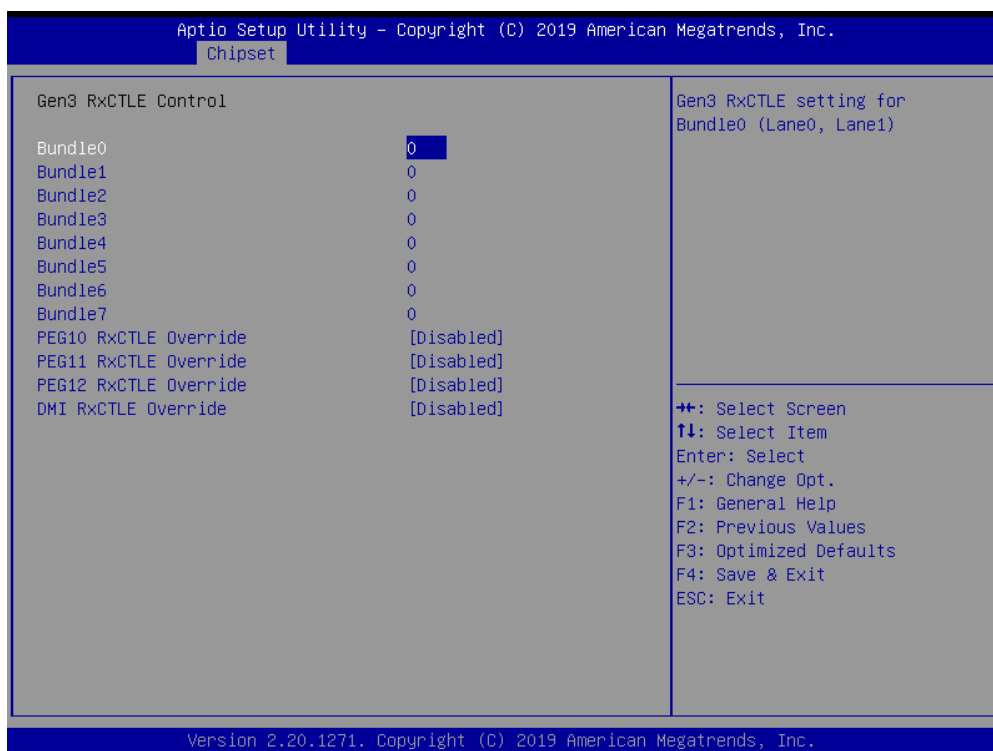 Aptio Setup Utility – Copyright (C) 2019 American Megatrends, Inc.
Chipset
Gen3 RxCTLE Control
Bundle0 0
Bundle1 0
Bundle2 0
Bundle3 0
Bundle4 0
Bundle5 0
Bundle6 0
Bundle7 0
PEG10 RxCTLE Override [Disabled]
PEG11 RxCTLE Override [Disabled]
PEG12 RxCTLE Override [Disabled]
DMI RxCTLE Override [Disabled]
Gen3 RxCTLE setting for
Bundle0 (Lane0, Lane1)
→←: Select Screen
↑↓: Select Item
Enter: Select
+/-: Change Opt.
F1: General Help
F2: Previous Values
F3: Optimized Defaults
F4: Save & Exit
ESC: Exit
Version 2.20.1271. Copyright (C) 2019 American Megatrends, Inc.